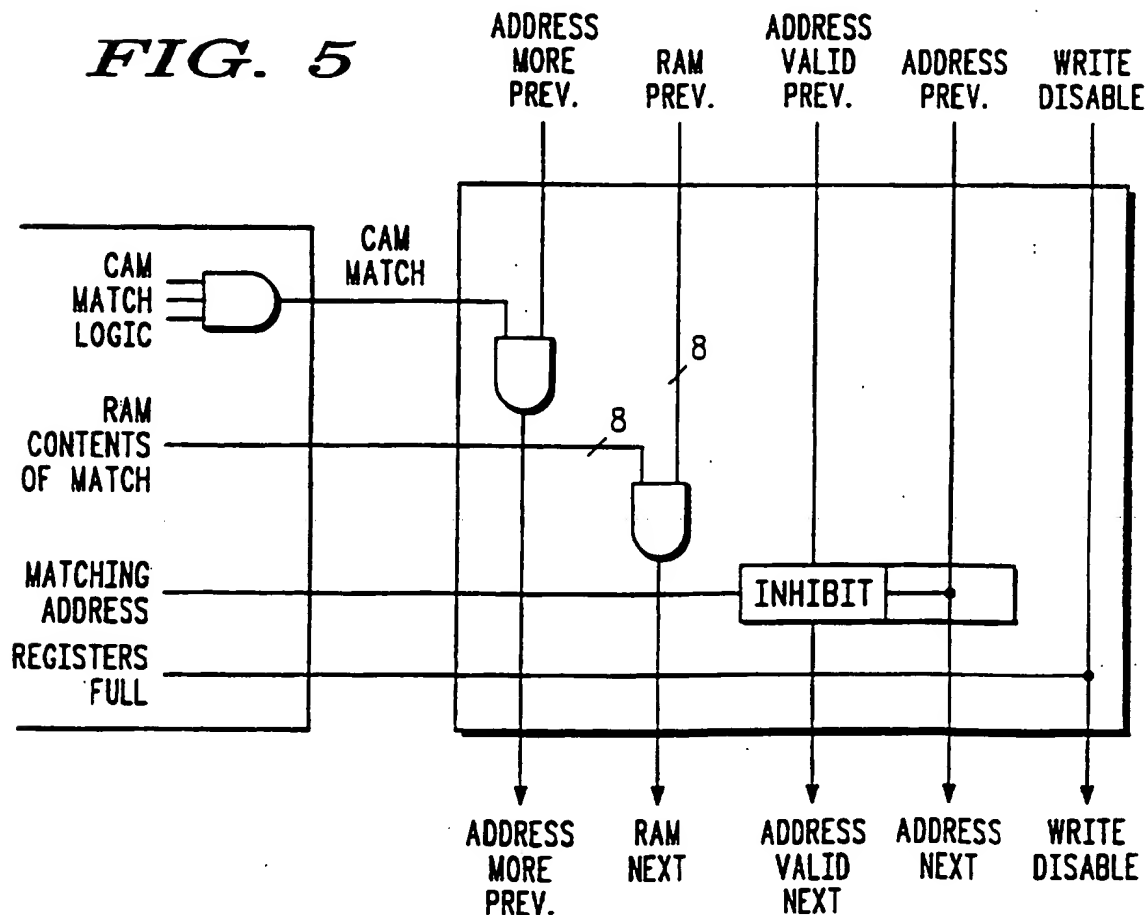 FIG. 5
ADDRESS
MORE
PREV.
RAM
PREV.
ADDRESS
VALID
PREV.
ADDRESS
PREV.
WRITE
DISABLE
CAM
MATCH
LOGIC
CAM
MATCH
8
RAM
CONTENTS
OF MATCH
8
MATCHING
ADDRESS
INHIBIT
REGISTERS
FULL
ADDRESS
MORE
PREV.
RAM
NEXT
ADDRESS
VALID
NEXT
ADDRESS
NEXT
WRITE
DISABLE